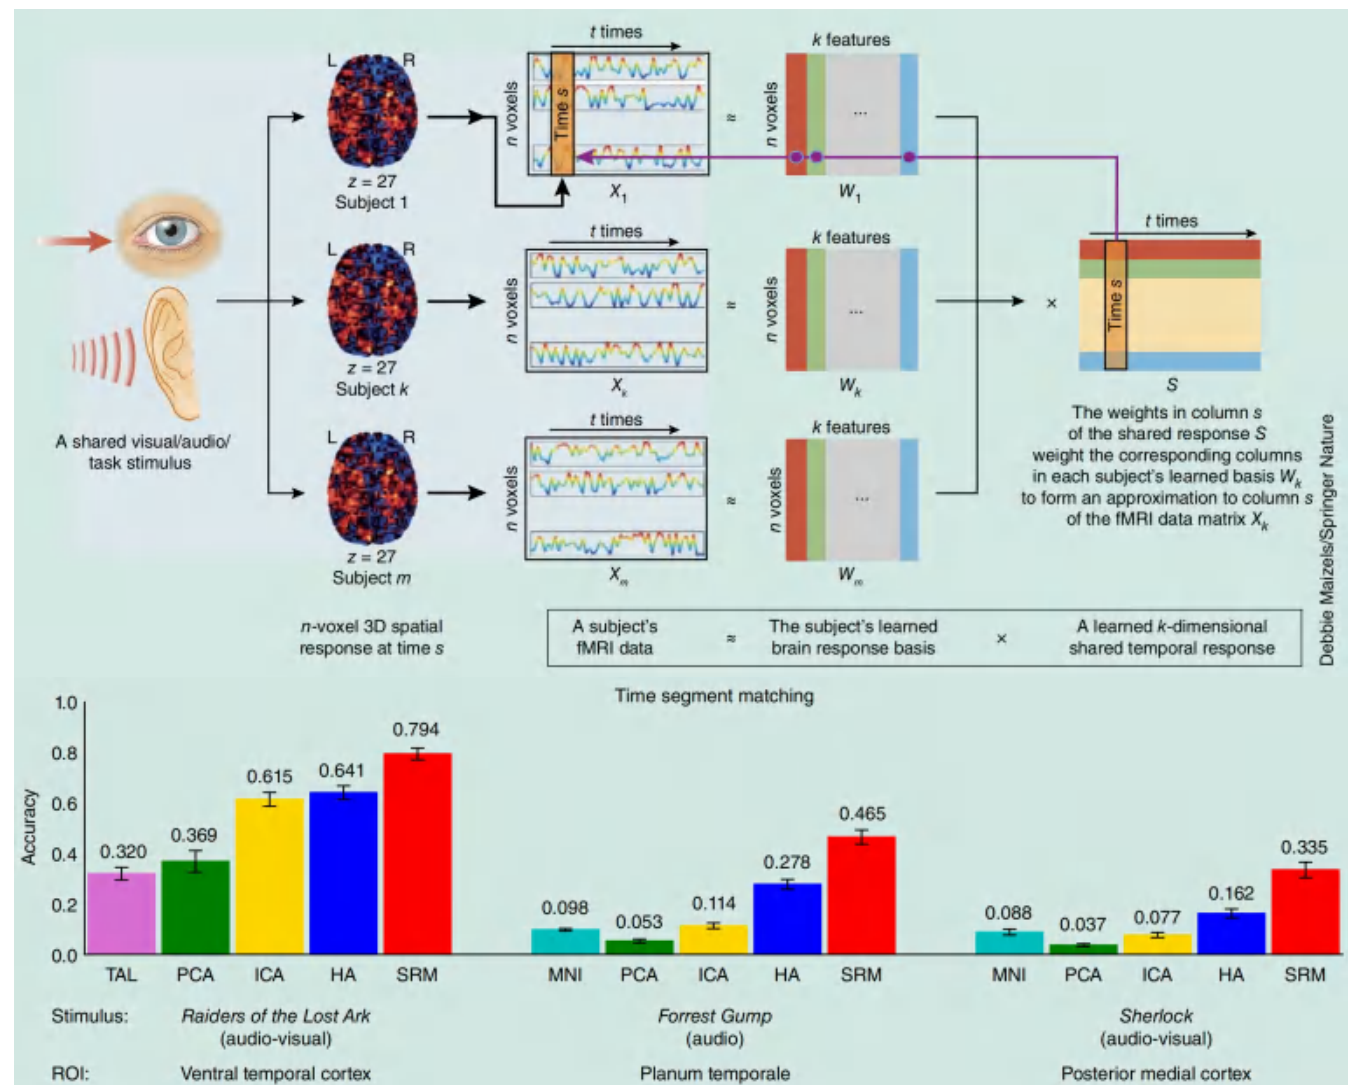 t times
k features
L R
n voxels
Time s
≈
n voxels
...
z = 27
Subject 1
X1
W1
t times
k features
L R
n voxels
≈
n voxels
...
z = 27
Subject k
Xk
Wk
t times
k features
L R
n voxels
≈
n voxels
...
z = 27
Subject m
Xm
Wm
A shared visual/audio/
task stimulus
×
t times
Time s
S
The weights in column s
of the shared response S
weight the corresponding columns
in each subject's learned basis Wk
to form an approximation to column s
of the fMRI data matrix Xk
Debbie Maizels/Springer Nature
n-voxel 3D spatial
response at time s
A subject's
fMRI data
≈
The subject's learned
brain response basis
×
A learned k-dimensional
shared temporal response
Time segment matching
Accuracy
1.0
0.8
0.6
0.4
0.2
0.0
0.320
0.369
0.615
0.641
0.794
0.098
0.053
0.114
0.278
0.465
0.088
0.037
0.077
0.162
0.335
TAL PCA ICA HA SRM
MNI PCA ICA HA SRM
MNI PCA ICA HA SRM
Stimulus: Raiders of the Lost Ark Forrest Gump Sherlock
(audio-visual) (audio) (audio-visual)
ROI: Ventral temporal cortex Planum temporale Posterior medial cortex